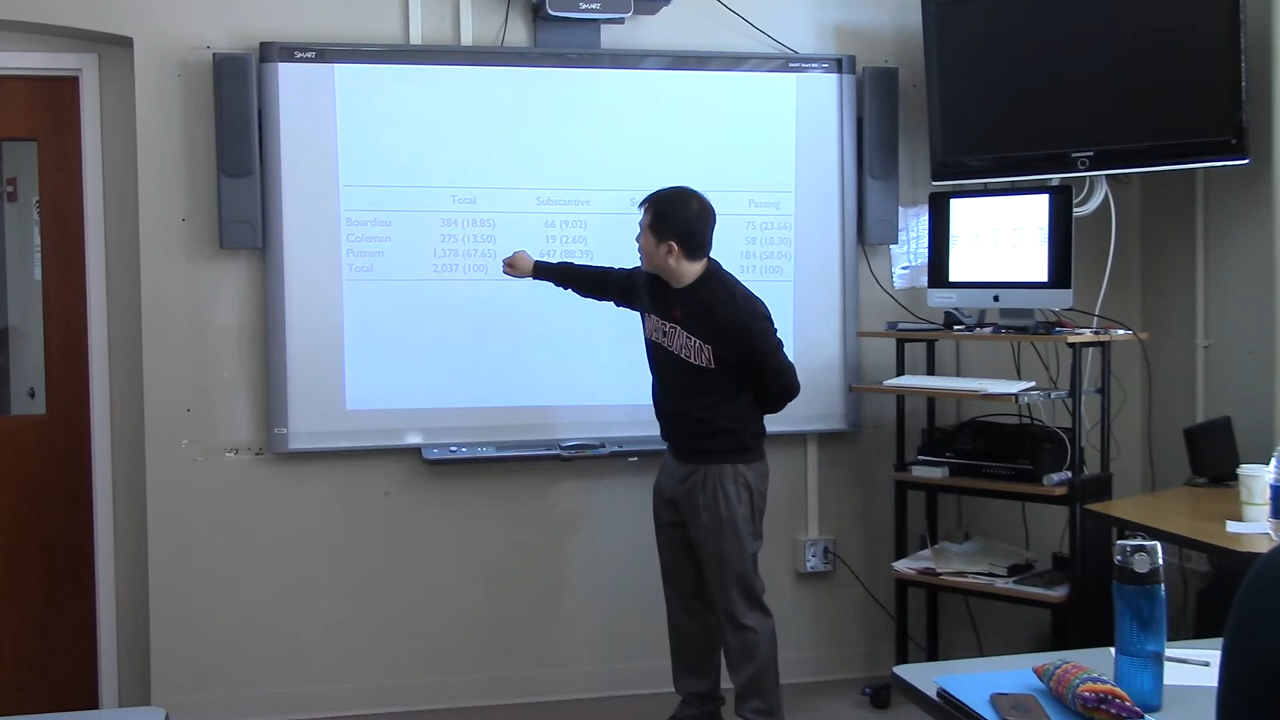 SMART
SMART
Total Substantive S Passing
Bourdieu 384 (18.85) 66 (9.02) 75 (23.66)
Coleman 275 (13.50) 19 (2.60) 58 (18.30)
Putnam 1,378 (67.65) 647 (88.39) 184 (58.04)
Total 2,037 (100) 317 (100)
WISCONSIN
SAMSUNG